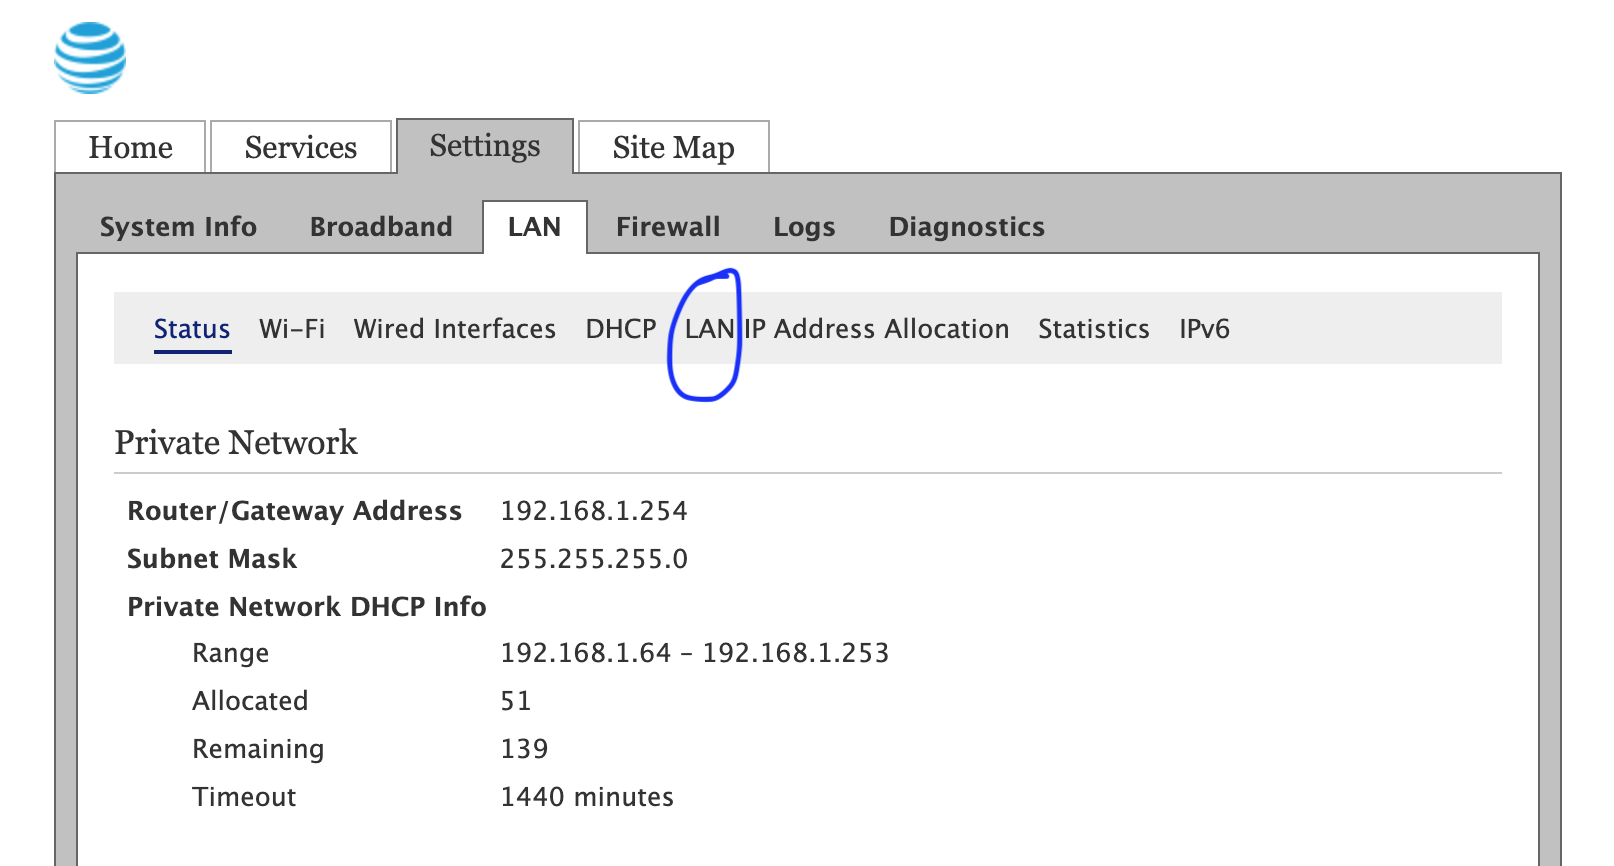 Home Services Settings Site Map
System Info Broadband LAN Firewall Logs Diagnostics
Status Wi-Fi Wired Interfaces DHCP LAN IP Address Allocation Statistics IPv6
Private Network
Router/Gateway Address 192.168.1.254
Subnet Mask 255.255.255.0
Private Network DHCP Info
Range 192.168.1.64 - 192.168.1.253
Allocated 51
Remaining 139
Timeout 1440 minutes